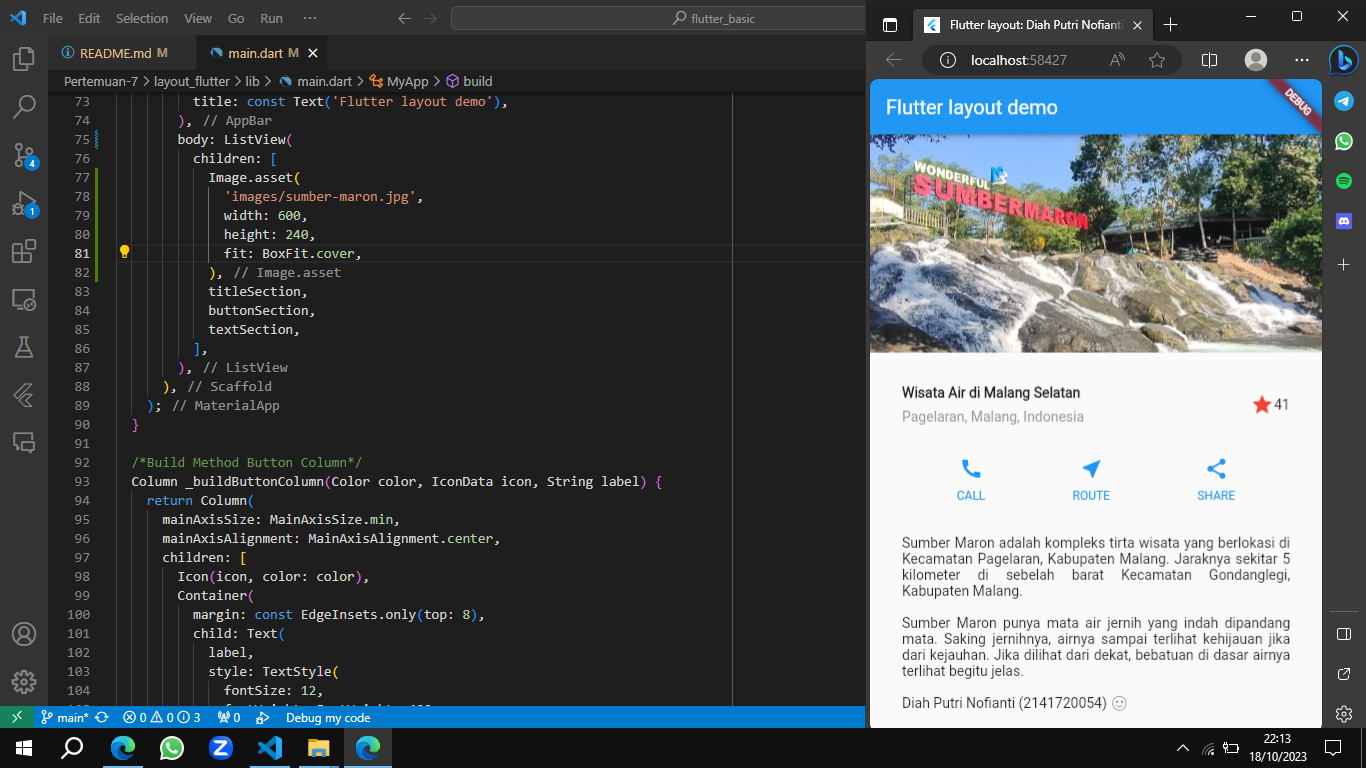 File Edit Selection View Go Run ···
flutter_basic
README.md M
main.dart M
Pertemuan-7 > layout_flutter > lib > main.dart > MyApp > build
73 title: const Text('Flutter layout demo'),
74 ), // AppBar
75 body: ListView(
76 children: [
77 Image.asset(
78 'images/sumber-maron.jpg',
79 width: 600,
80 height: 240,
81 fit: BoxFit.cover,
82 ), // Image.asset
83 titleSection,
84 buttonSection,
85 textSection,
86 ],
87 ), // ListView
88 ), // Scaffold
89 ); // MaterialApp
90 }
91
92 /*Build Method Button Column*/
93 Column _buildButtonColumn(Color color, IconData icon, String label) {
94 return Column(
95 mainAxisSize: MainAxisSize.min,
96 mainAxisAlignment: MainAxisAlignment.center,
97 children: [
98 Icon(icon, color: color),
99 Container(
100 margin: const EdgeInsets.only(top: 8),
101 child: Text(
102 label,
103 style: TextStyle(
104 fontSize: 12,
4
1
main* 0 0 3 0 Debug my code
Flutter layout: Diah Putri Nofianti
localhost:58427
Flutter layout demo
DEBUG
WONDERFUL
SUMBERMARON
Wisata Air di Malang Selatan
Pagelaran, Malang, Indonesia
41
CALL ROUTE SHARE
Sumber Maron adalah kompleks tirta wisata yang berlokasi di
Kecamatan Pagelaran, Kabupaten Malang. Jaraknya sekitar 5
kilometer di sebelah barat Kecamatan Gondanglegi,
Kabupaten Malang.
Sumber Maron punya mata air jernih yang indah dipandang
mata. Saking jernihnya, airnya sampai terlihat kehijauan jika
dari kejauhan. Jika dilihat dari dekat, bebatuan di dasar airnya
terlihat begitu jelas.
Diah Putri Nofianti (2141720054) 🙂
22:13
18/10/2023